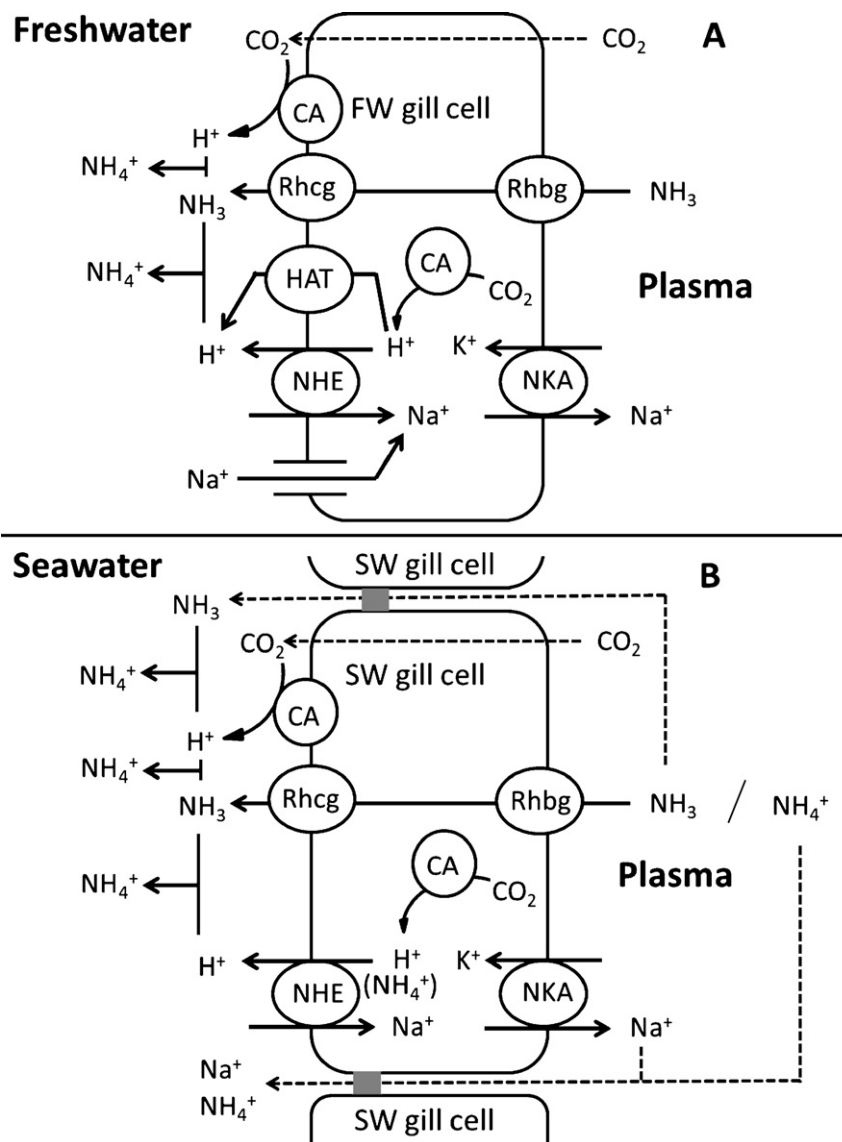 Freshwater
A
CO₂
CO₂
CA
FW gill cell
H⁺
NH₄⁺
NH₃
Rhcg
Rhbg
NH₃
NH₄⁺
HAT
CA
CO₂
Plasma
H⁺
H⁺
K⁺
NHE
NKA
Na⁺
Na⁺
Na⁺
Seawater
SW gill cell
B
NH₃
CO₂
CO₂
NH₄⁺
SW gill cell
CA
H⁺
NH₄⁺
NH₃
Rhcg
Rhbg
NH₃ / NH₄⁺
NH₄⁺
CA
CO₂
Plasma
H⁺
H⁺
(NH₄⁺)
K⁺
NHE
NKA
Na⁺
Na⁺
Na⁺
NH₄⁺
SW gill cell